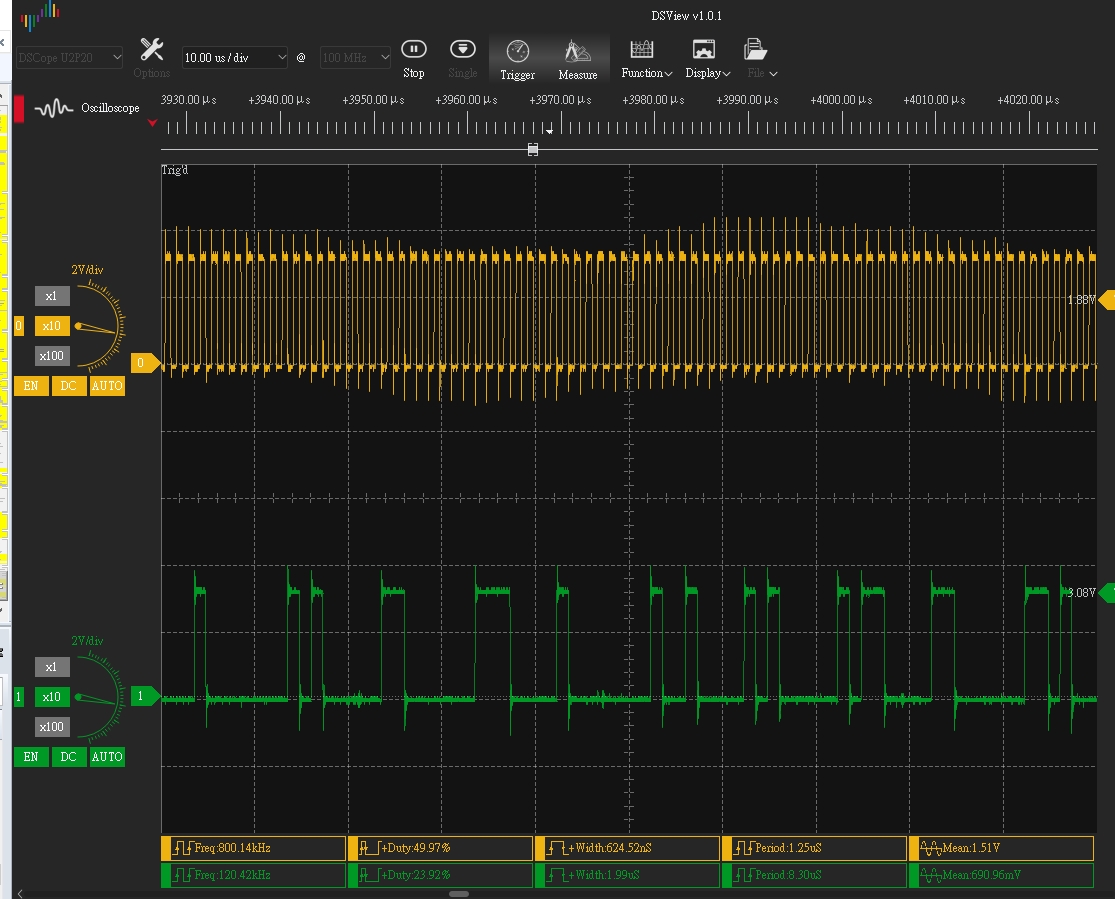 DSView v1.0.1
DSCope U2P20
Options
10.00 us / div
@
100 MHz
Stop
Single
Trigger
Measure
Function
Display
File
Oscilloscope
+3930.00 μs +3940.00 μs +3950.00 μs +3960.00 μs +3970.00 μs +3980.00 μs +3990.00 μs +4000.00 μs +4010.00 μs +4020.00 μs
Trig'd
2V/div
x1
0 x10
x100
0
EN DC AUTO
1.88V
2V/div
x1
1 x10
x100
1
EN DC AUTO
3.08V
Freq:800.14kHz +Duty:49.97% +Width:624.52nS Period:1.25uS Mean:1.51V
Freq:120.42kHz +Duty:23.92% +Width:1.99uS Period:8.30uS Mean:690.96mV